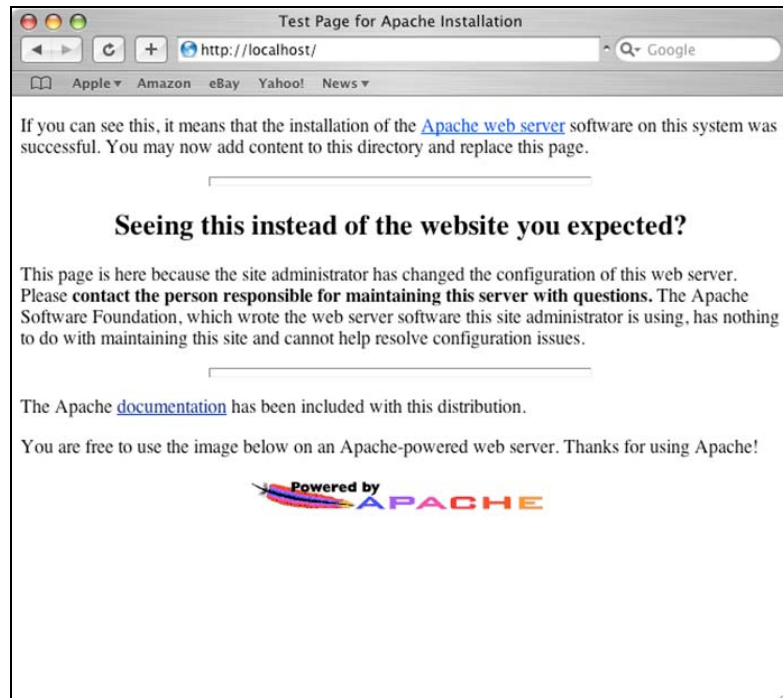 Test Page for Apache Installation
http://localhost/
Google
Apple Amazon eBay Yahoo! News
If you can see this, it means that the installation of the Apache web server software on this system was
successful. You may now add content to this directory and replace this page.
Seeing this instead of the website you expected?
This page is here because the site administrator has changed the configuration of this web server.
Please contact the person responsible for maintaining this server with questions. The Apache
Software Foundation, which wrote the web server software this site administrator is using, has nothing
to do with maintaining this site and cannot help resolve configuration issues.
The Apache documentation has been included with this distribution.
You are free to use the image below on an Apache-powered web server. Thanks for using Apache!
Powered by
APACHE